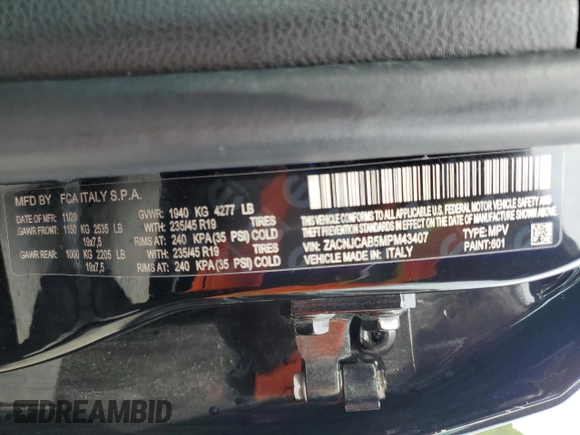 MFD BY FCA ITALY S.P.A.
DATE: 11/20 GVWR: 1940 KG 4277 LB
GAWR FRONT: 1150 KG 2535 LB WITH 235/45 R19 TIRES
19x7,5 RIMS AT 240 KPA (35 PSI) COLD
GAWR REAR: 1000 KG 2205 LB WITH 235/45 R19 TIRES
19x7,5 RIMS AT: 240 KPA (35 PSI) COLD
THIS VEHICLE CONFORMS TO ALL APPLICABLE U.S.A. FEDERAL MOTOR VEHICLE SAFETY, BUMPER, AND THEFT PREVENTION STANDARDS IN EFFECT ON THE DATE OF MANUFACTURE SHOWN ABOVE
VIN: ZACNJCAB5MPM43407 TYPE: MPV
VEHICLE MADE IN: ITALY PAINT: 601
DREAMBID